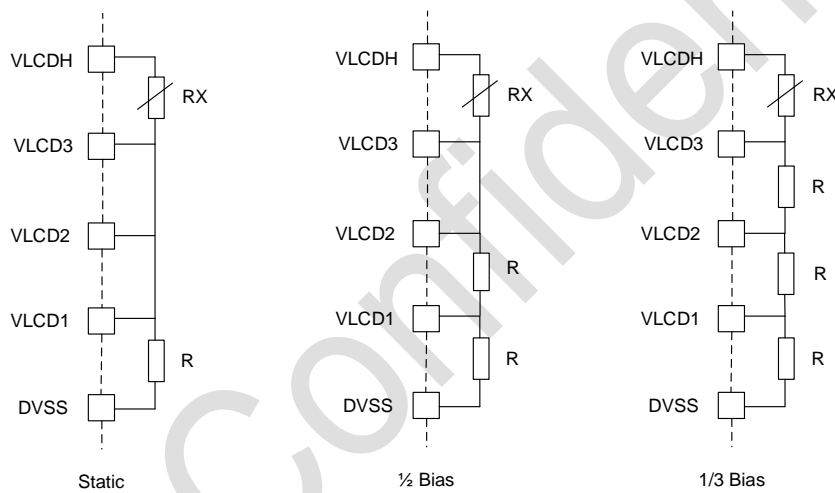 VLCDH
RX
VLCD3
VLCD2
VLCD1
R
DVSS
Static
VLCDH
RX
VLCD3
VLCD2
R
VLCD1
R
DVSS
½ Bias
VLCDH
RX
VLCD3
R
VLCD2
R
VLCD1
R
DVSS
1/3 Bias
Confiden